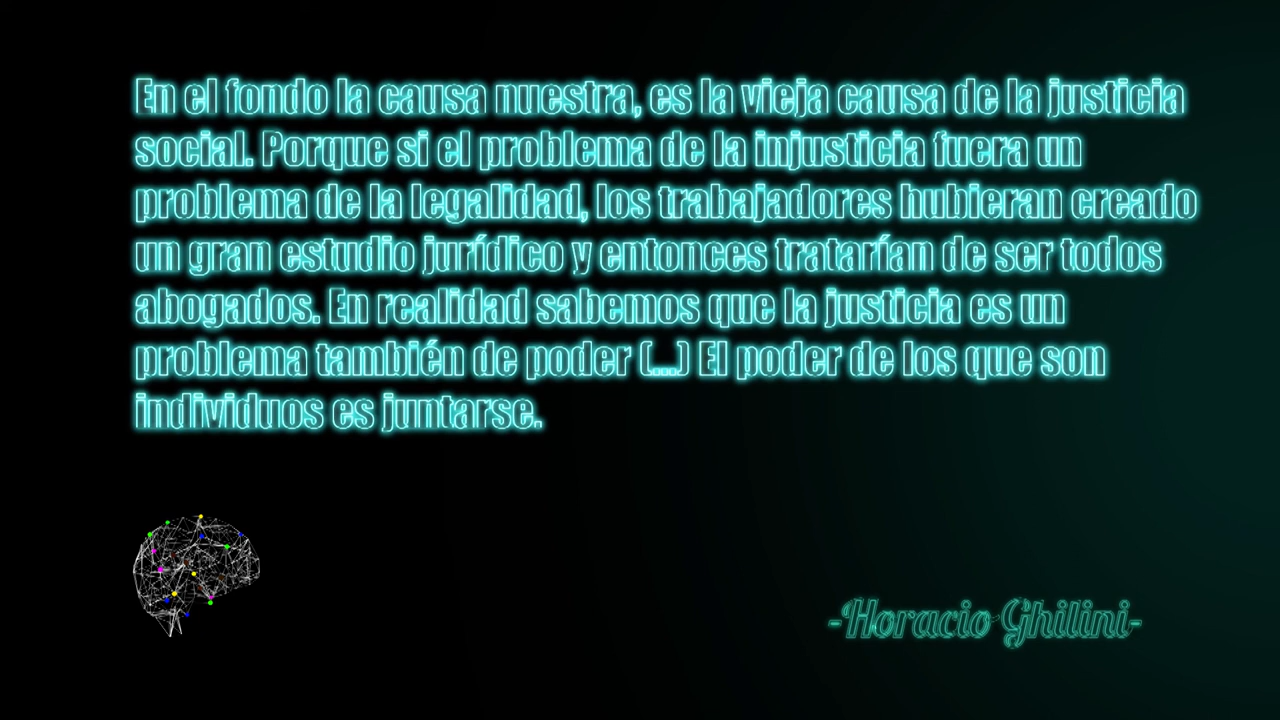 En el fondo la causa nuestra, es la vieja causa de la justicia
social. Porque si el problema de la injusticia fuera un
problema de la legalidad, los trabajadores hubieran creado
un gran estudio jurídico y entonces tratarían de ser todos
abogados. En realidad sabemos que la justicia es un
problema también de poder (...) El poder de los que son
individuos es juntarse.
-Horacio Ghilini-